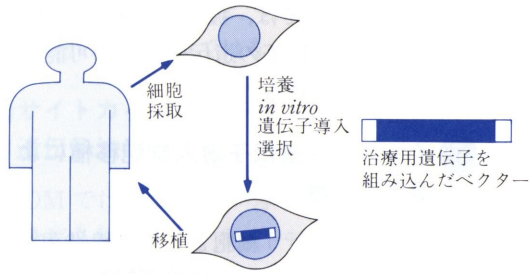 細胞
採取
培養
in vitro
遺伝子導入
選択
治療用遺伝子を
組み込んだベクター
移植